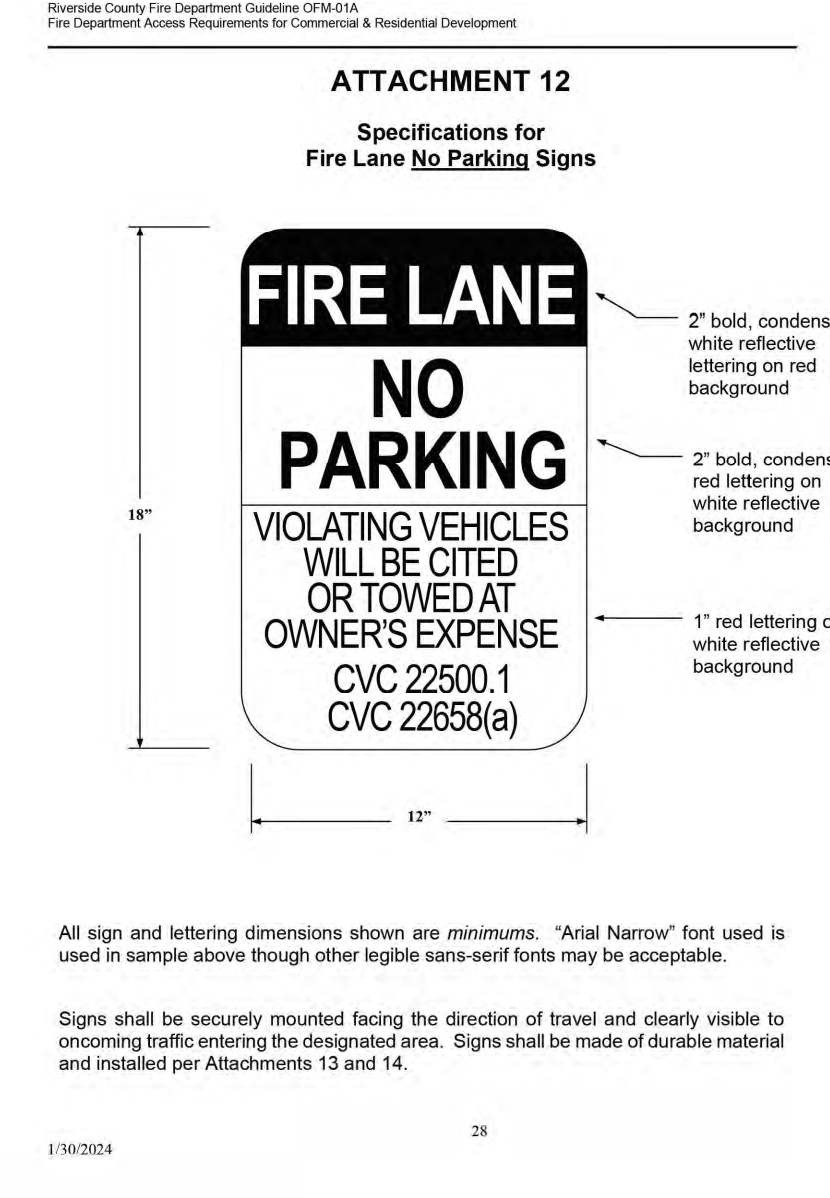 Riverside County Fire Department Guideline OFM-01A
Fire Department Access Requirements for Commercial & Residential Development
ATTACHMENT 12
Specifications for
Fire Lane No Parking Signs
FIRE LANE
2” bold,
white reflective
lettering on red
background
NO
PARKING
2” bold,
red lettering on
white reflective
background
18”
VIOLATING VEHICLES
WILL BE CITED
OR TOWED AT
OWNER’S EXPENSE
CVC 22500.1
CVC 22658(a)
1” red lettering
white reflective
background
12”
All sign and lettering dimensions shown are minimums. “Arial Narrow” font used is
used in sample above though other legible sans-serif fonts may be acceptable.
Signs shall be securely mounted facing the direction of travel and clearly visible to
oncoming traffic entering the designated area. Signs shall be made of durable material
and installed per Attachments 13 and 14.
28
1/30/2024